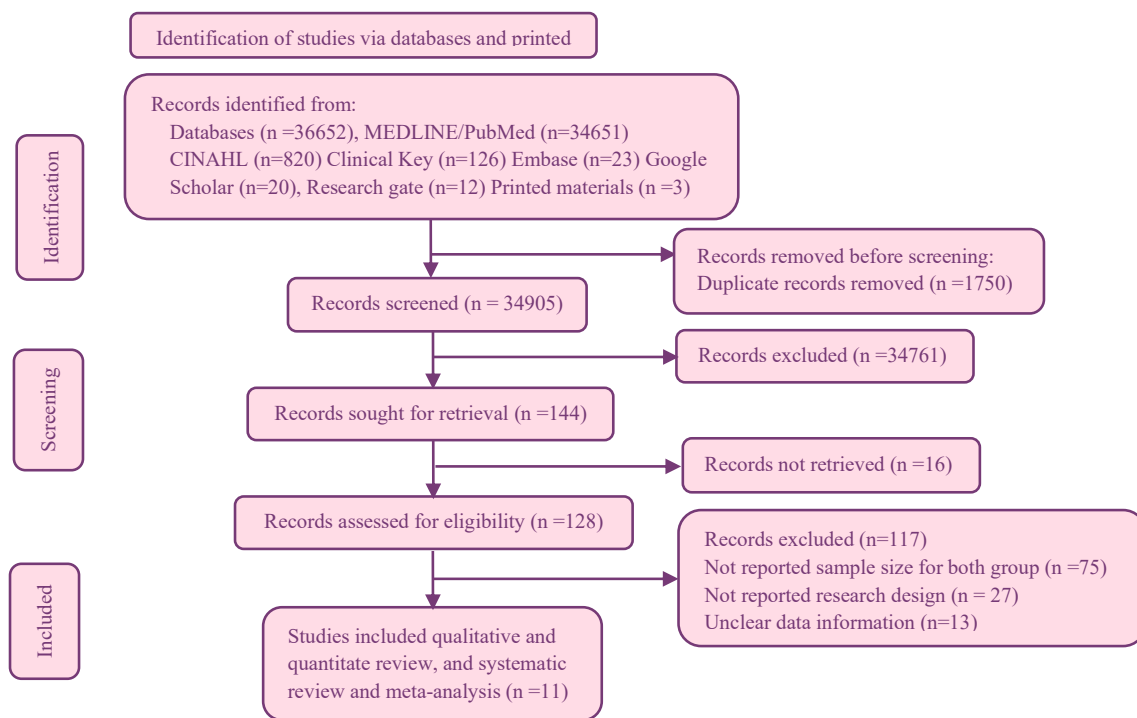 Identification of studies via databases and printed
Records identified from:
Databases (n =36652), MEDLINE/PubMed (n=34651)
CINAHL (n=820) Clinical Key (n=126) Embase (n=23) Google
Scholar (n=20), Research gate (n=12) Printed materials (n =3)
Identification
Records removed before screening:
Duplicate records removed (n =1750)
Records screened (n = 34905)
Records excluded (n =34761)
Screening
Records sought for retrieval (n =144)
Records not retrieved (n =16)
Records assessed for eligibility (n =128)
Records excluded (n=117)
Not reported sample size for both group (n =75)
Not reported research design (n = 27)
Unclear data information (n=13)
Included
Studies included qualitative and
quantitate review, and systematic
review and meta-analysis (n =11)